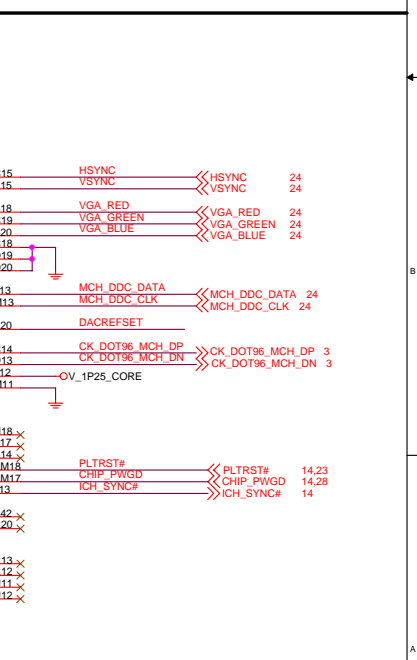 15 HSYNC HSYNC 24
15 VSYNC VSYNC 24
18 VGA_RED VGA_RED 24
19 VGA_GREEN VGA_GREEN 24
20 VGA_BLUE VGA_BLUE 24
18
19
20
B
13 MCH_DDC_DATA MCH_DDC_DATA 24
M13 MCH_DDC_CLK MCH_DDC_CLK 24
20 DACREFSET
14 CK_DOT96_MCH_DP CK_DOT96_MCH_DP 3
13 CK_DOT96_MCH_DN CK_DOT96_MCH_DN 3
12 V_1P25_CORE
M11
18
17
14
M18 PLTRST# PLTRST# 14,23
M17 CHIP_PWGD CHIP_PWGD 14,28
13 ICH_SYNC# ICH_SYNC# 14
42
20
13
12
11
12
A